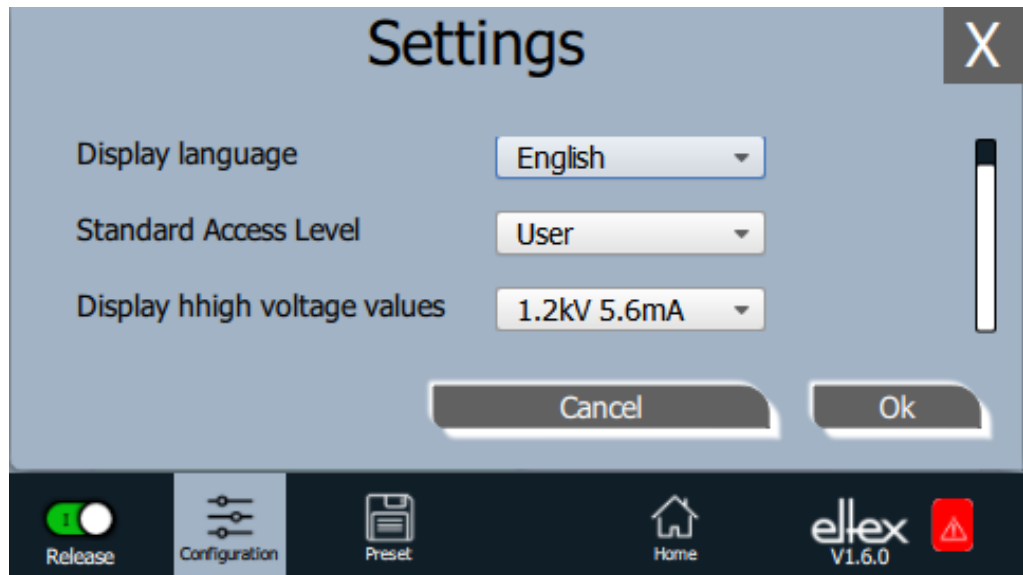 Settings
X
Display language
English
Standard Access Level
User
Display hhigh voltage values
1.2kV 5.6mA
Cancel
Ok
I
Release
Configuration
Preset
Home
eltex
V1.6.0